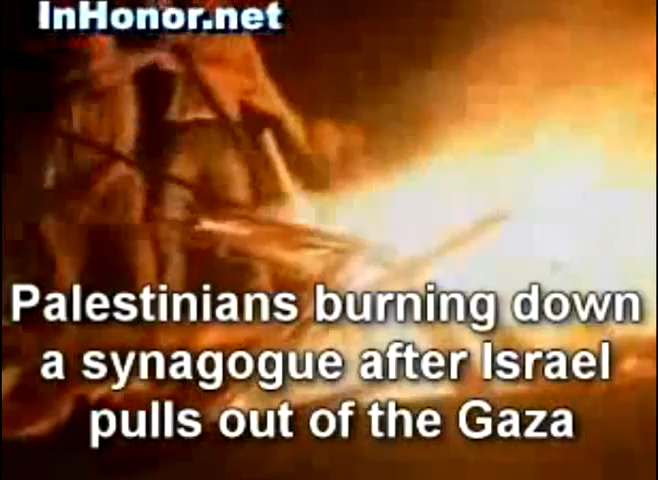 InHonor.net
Palestinians burning down
a synagogue after Israel
pulls out of the Gaza